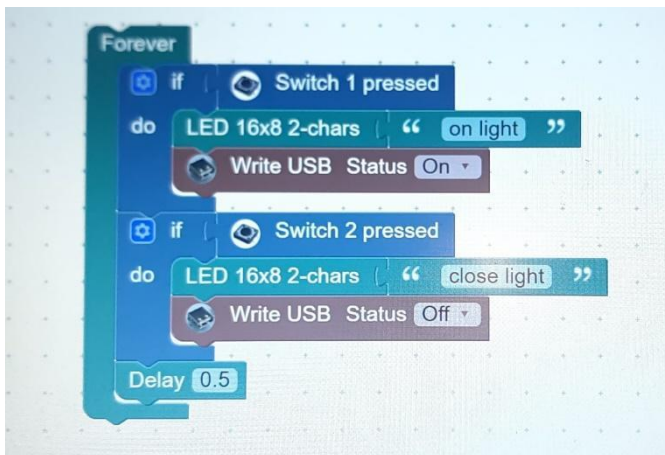 Forever
if Switch 1 pressed
do LED 16x8 2-chars “ on light ”
Write USB Status On
if Switch 2 pressed
do LED 16x8 2-chars “ close light ”
Write USB Status Off
Delay 0.5